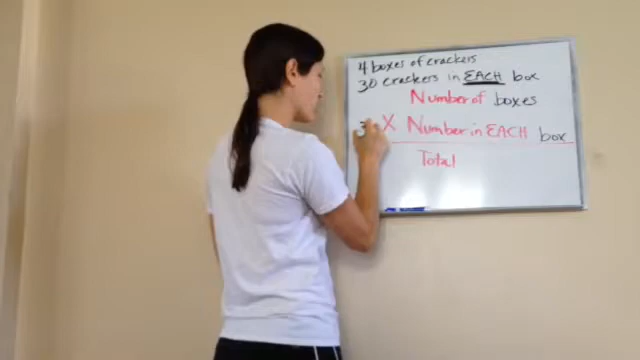 4 boxes of crackers
30 crackers in EACH box
Number of boxes
X Number in EACH box
Total